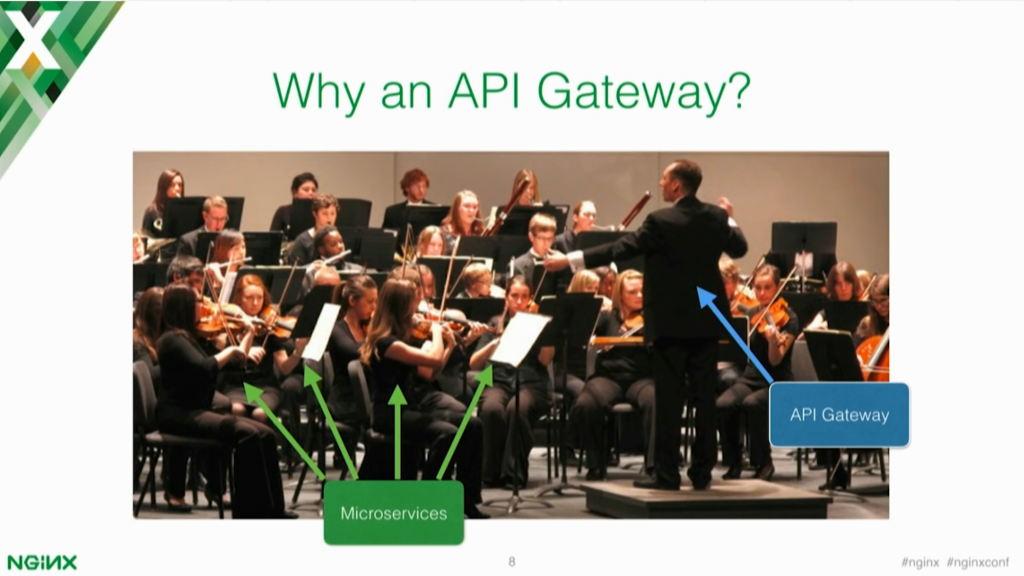 Why an API Gateway?
API Gateway
Microservices
NGINX
8
#nginx #nginxconf